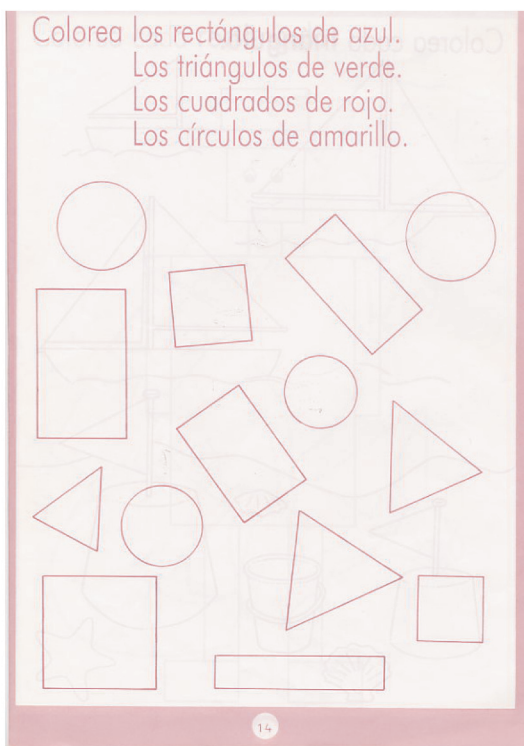 Colorea los rectángulos de azul.
Los triángulos de verde.
Los cuadrados de rojo.
Los círculos de amarillo.
14